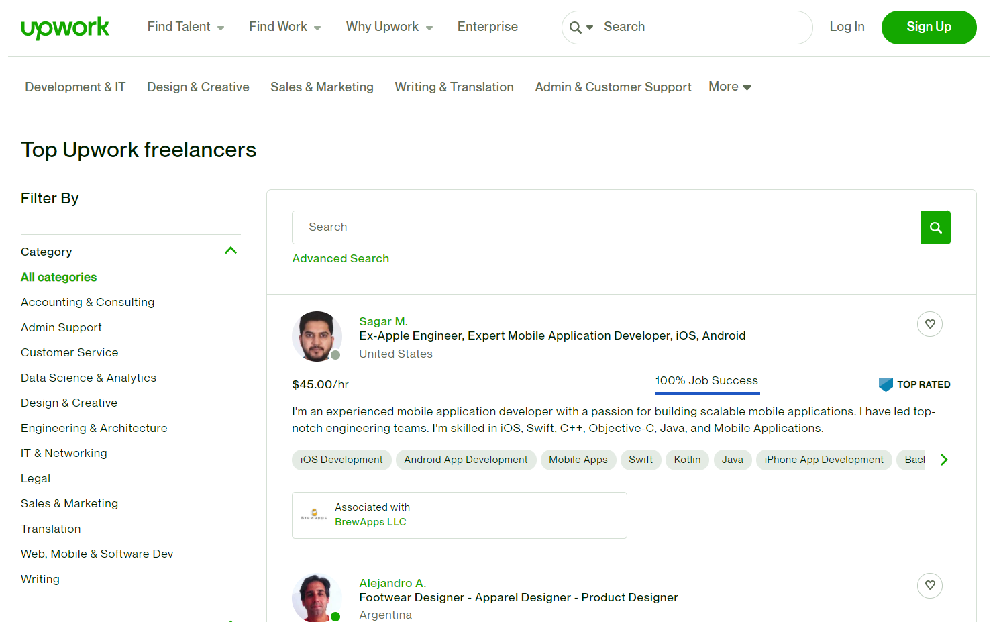 upwork
Find Talent
Find Work
Why Upwork
Enterprise
Search
Log In
Sign Up
Development & IT
Design & Creative
Sales & Marketing
Writing & Translation
Admin & Customer Support
More
Top Upwork freelancers
Filter By
Category
All categories
Accounting & Consulting
Admin Support
Customer Service
Data Science & Analytics
Design & Creative
Engineering & Architecture
IT & Networking
Legal
Sales & Marketing
Translation
Web, Mobile & Software Dev
Writing
Search
Advanced Search
Sagar M.
Ex-Apple Engineer, Expert Mobile Application Developer, iOS, Android
United States
$45.00/hr
100% Job Success
TOP RATED
I'm an experienced mobile application developer with a passion for building scalable mobile applications. I have led top-
notch engineering teams. I'm skilled in iOS, Swift, C++, Objective-C, Java, and Mobile Applications.
iOS Development
Android App Development
Mobile Apps
Swift
Kotlin
Java
iPhone App Development
Back
Brewapps
Associated with
BrewApps LLC
Alejandro A.
Footwear Designer - Apparel Designer - Product Designer
Argentina